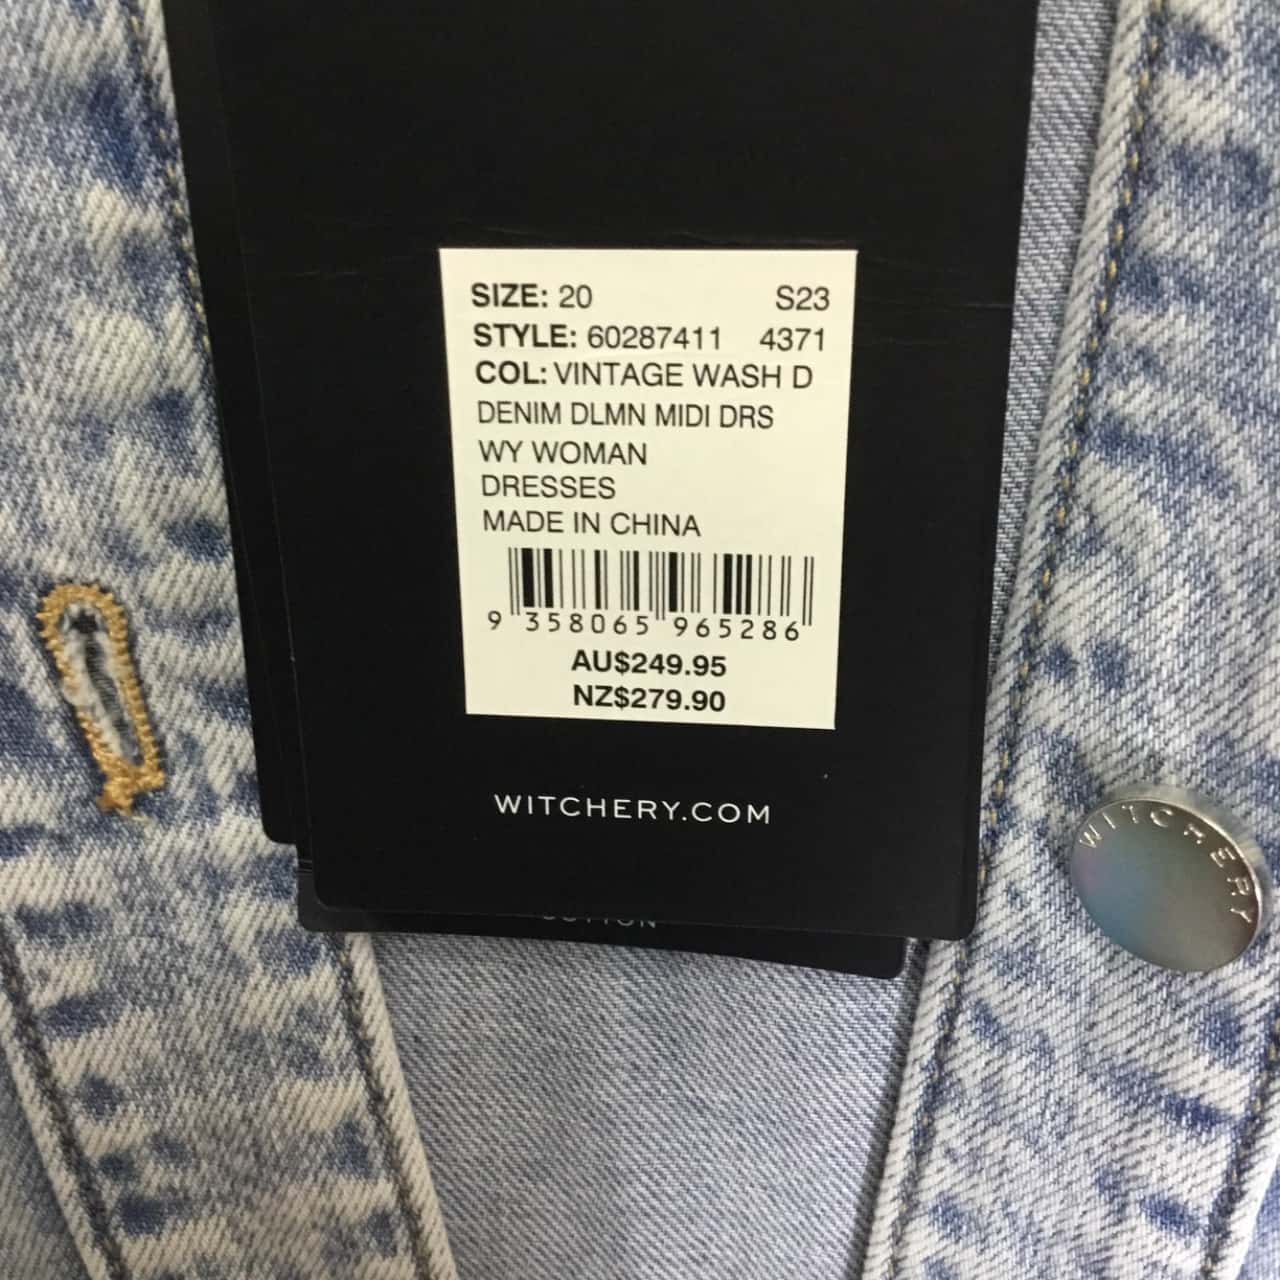 SIZE: 20 S23
STYLE: 60287411 4371
COL: VINTAGE WASH D
DENIM DLMN MIDI DRS
WY WOMAN
DRESSES
MADE IN CHINA
9 358065 965286
AU$249.95
NZ$279.90
WITCHERY.COM
WITCHERY
COTTON